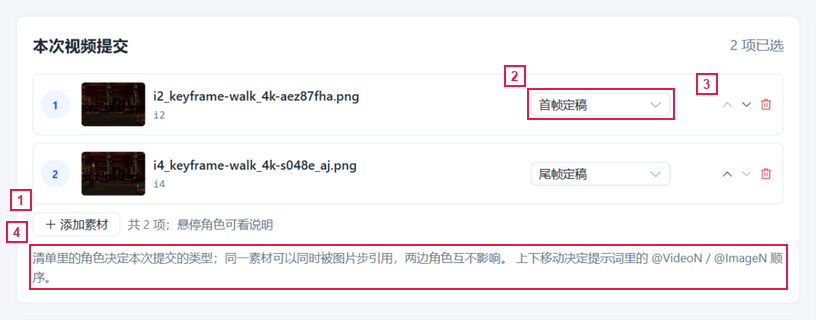 本次视频提交
2 项已选
2
3
1
i2_keyframe-walk_4k-aez87fha.png
首帧定稿
i2
2
i4_keyframe-walk_4k-s048e_aj.png
尾帧定稿
i4
1
4
+ 添加素材
共 2 项；悬停角色可看说明
清单里的角色决定本次提交的类型；同一素材可以同时被图片步引用，两边角色互不影响。 上下移动决定提示词里的 @VideoN / @ImageN 顺
序。